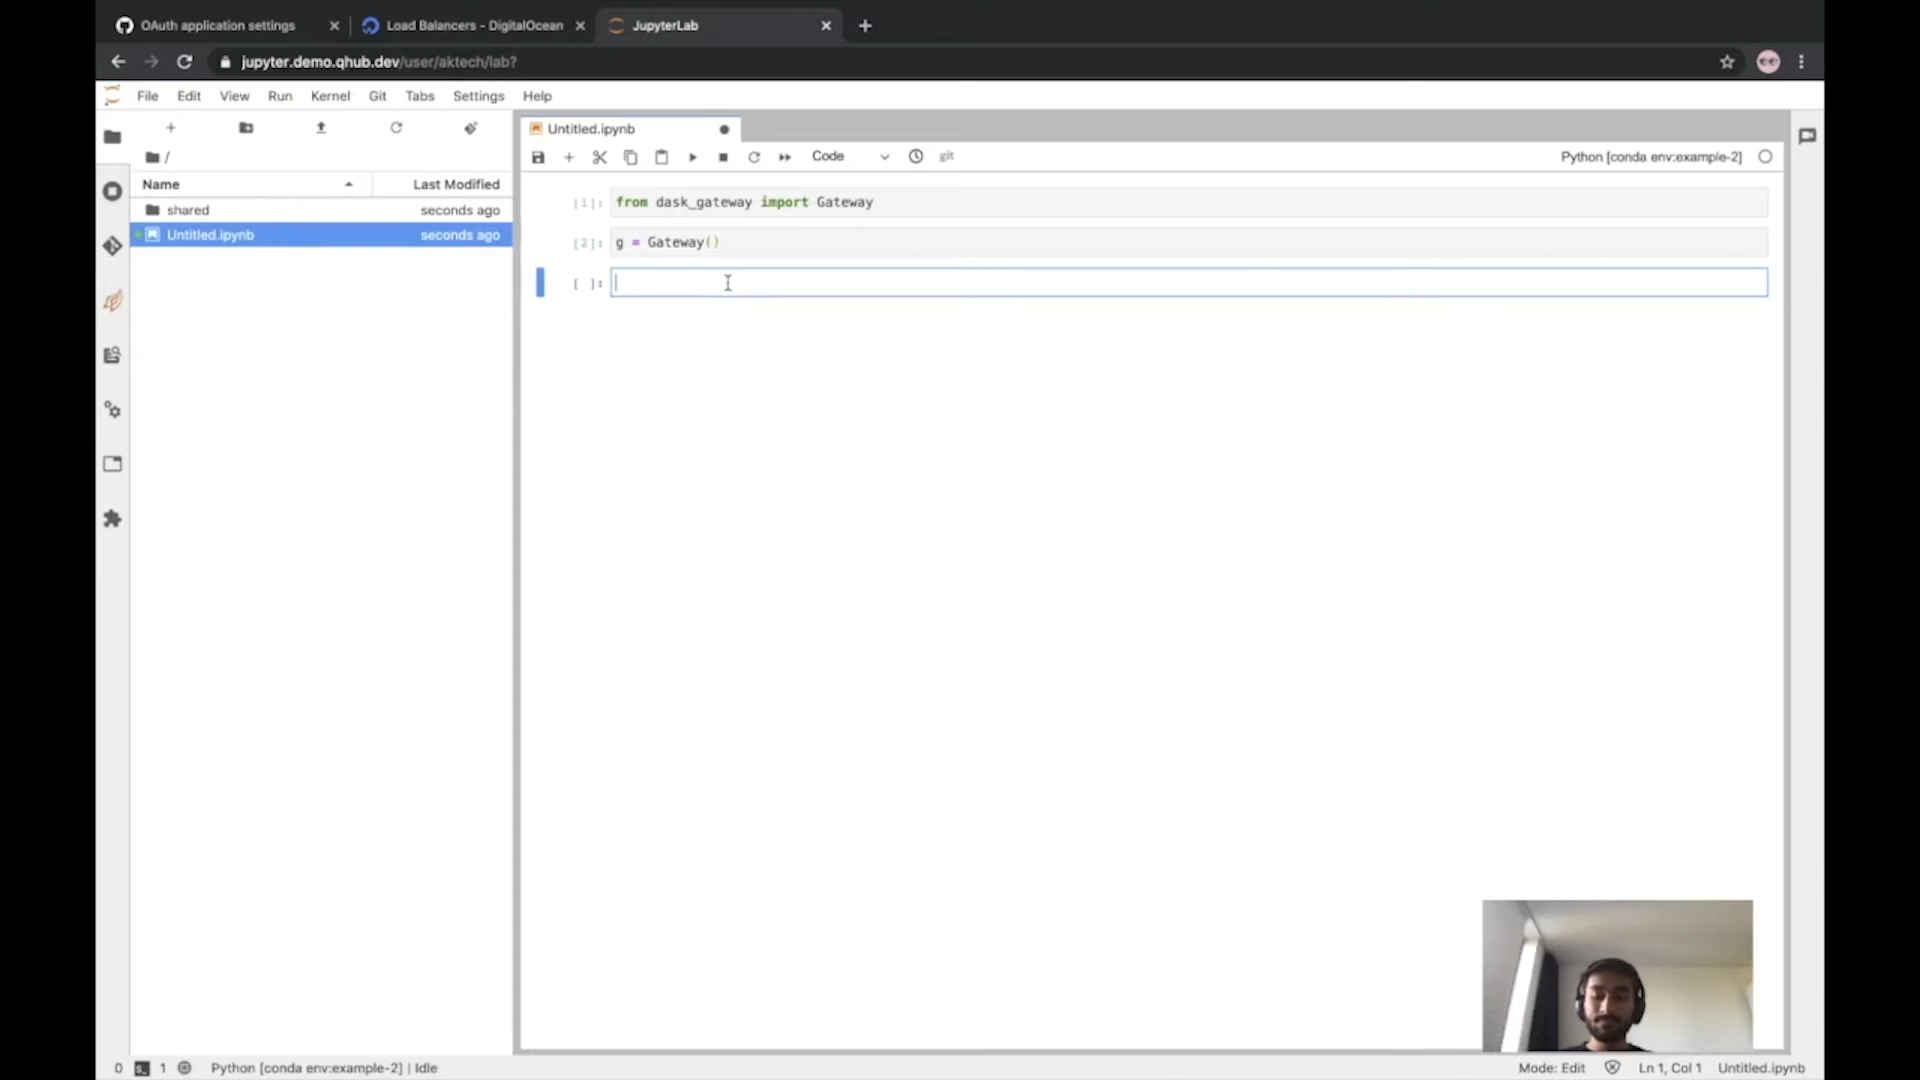 OAuth application settings
Load Balancers - DigitalOcean
JupyterLab
jupyter.demo.qhub.dev/user/aktech/lab?
File Edit View Run Kernel Git Tabs Settings Help
Untitled.ipynb
/
Code
git
Python [conda env:example-2]
Name
Last Modified
shared
seconds ago
Untitled.ipynb
seconds ago
[1]: from dask_gateway import Gateway
[2]: g = Gateway()
[ ]:
0
1
Python [conda env:example-2] | Idle
Mode: Edit
Ln 1, Col 1
Untitled.ipynb